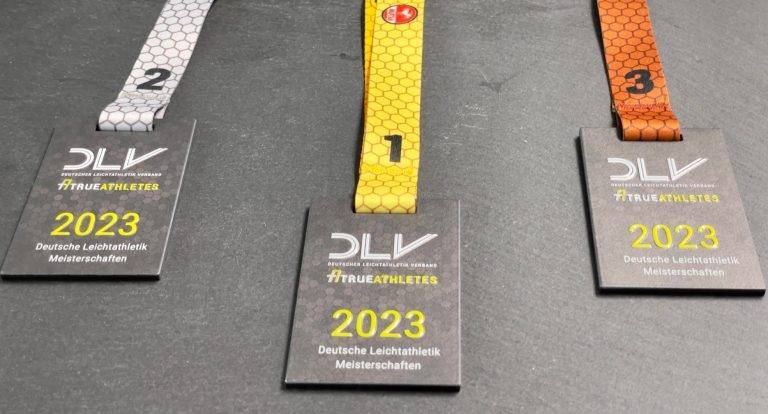 2
DLV
DEUTSCHER LEICHTATHLETIK VERBAND
TRUEATHLETES
2023
Deutsche Leichtathletik
Meisterschaften
1
DLV
DEUTSCHER LEICHTATHLETIK VERBAND
TRUEATHLETES
2023
Deutsche Leichtathletik
Meisterschaften
3
DLV
DEUTSCHER LEICHTATHLETIK VERBAND
TRUEATHLETES
2023
Deutsche Leichtathletik
Meisterschaften